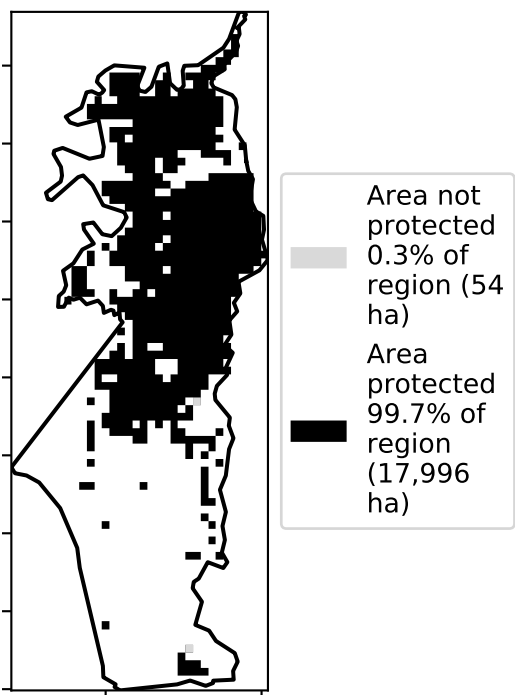 Area not
protected
0.3% of
region (54
ha)
Area
protected
99.7% of
region
(17,996
ha)